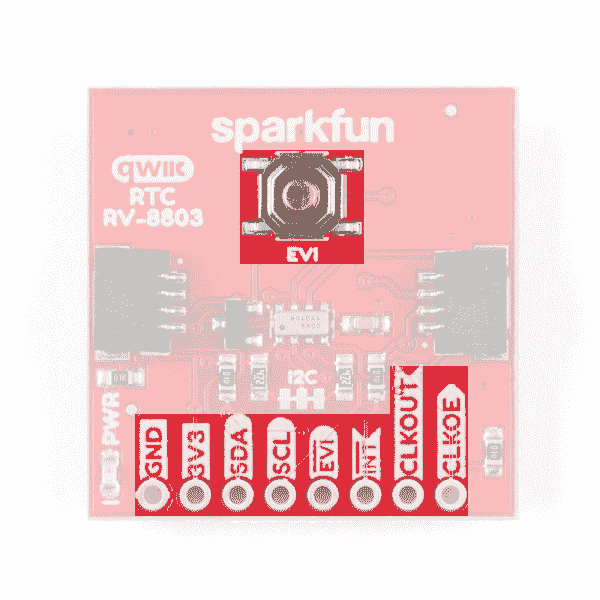 sparkfun
qwiic
RTC
RV-8803
EVI
I2C
PWR
GND
3V3
SDA
SCL
EVI
INT
CLKOUT
CLKOE